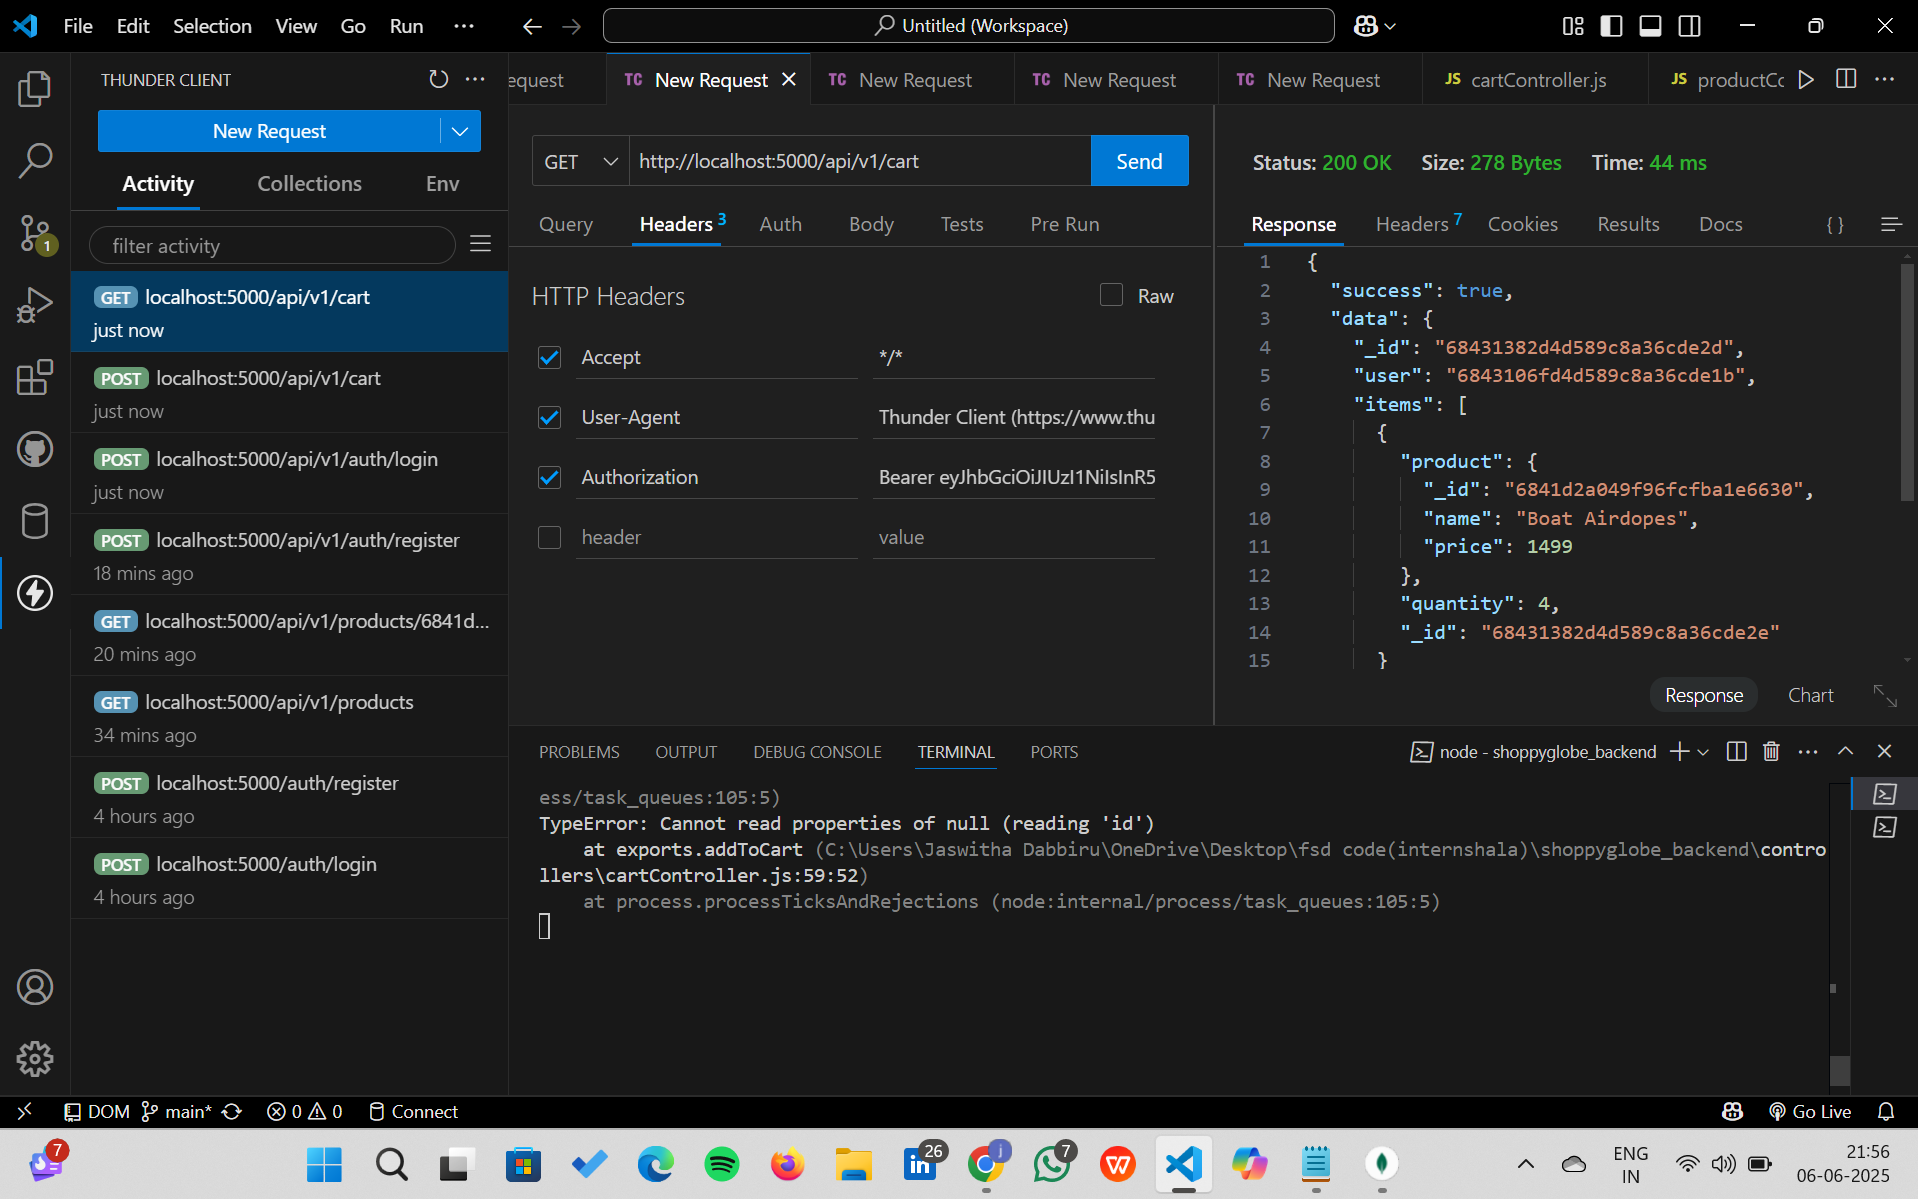 File Edit Selection View Go Run ···
Untitled (Workspace)
THUNDER CLIENT
New Request
Activity Collections Env
filter activity
GET localhost:5000/api/v1/cart
just now
POST localhost:5000/api/v1/cart
just now
POST localhost:5000/api/v1/auth/login
just now
POST localhost:5000/api/v1/auth/register
18 mins ago
GET localhost:5000/api/v1/products/6841d...
20 mins ago
GET localhost:5000/api/v1/products
34 mins ago
POST localhost:5000/auth/register
4 hours ago
POST localhost:5000/auth/login
4 hours ago
1
equest TC New Request TC New Request TC New Request TC New Request JS cartController.js JS productCo
GET http://localhost:5000/api/v1/cart Send
Query Headers 3 Auth Body Tests Pre Run
HTTP Headers Raw
Accept */*
User-Agent Thunder Client (https://www.thu
Authorization Bearer eyJhbGciOiJIUzI1NiIsInR5
header value
Status: 200 OK Size: 278 Bytes Time: 44 ms
Response Headers 7 Cookies Results Docs { }
1 {
2 "success": true,
3 "data": {
4 "_id": "68431382d4d589c8a36cde2d",
5 "user": "6843106fd4d589c8a36cde1b",
6 "items": [
7 {
8 "product": {
9 "_id": "6841d2a049f96fcfba1e6630",
10 "name": "Boat Airdopes",
11 "price": 1499
12 },
13 "quantity": 4,
14 "_id": "68431382d4d589c8a36cde2e"
15 }
Response Chart
PROBLEMS OUTPUT DEBUG CONSOLE TERMINAL PORTS
node - shoppyglobe_backend
ess/task_queues:105:5)
TypeError: Cannot read properties of null (reading 'id')
at exports.addToCart (C:\Users\Jaswitha Dabbiru\OneDrive\Desktop\fsd code(internshala)\shoppyglobe_backend\contro
llers\cartController.js:59:52)
at process.processTicksAndRejections (node:internal/process/task_queues:105:5)
DOM main* 0 0 Connect
Go Live
7
26
j
7
W
ENG
IN
21:56
06-06-2025